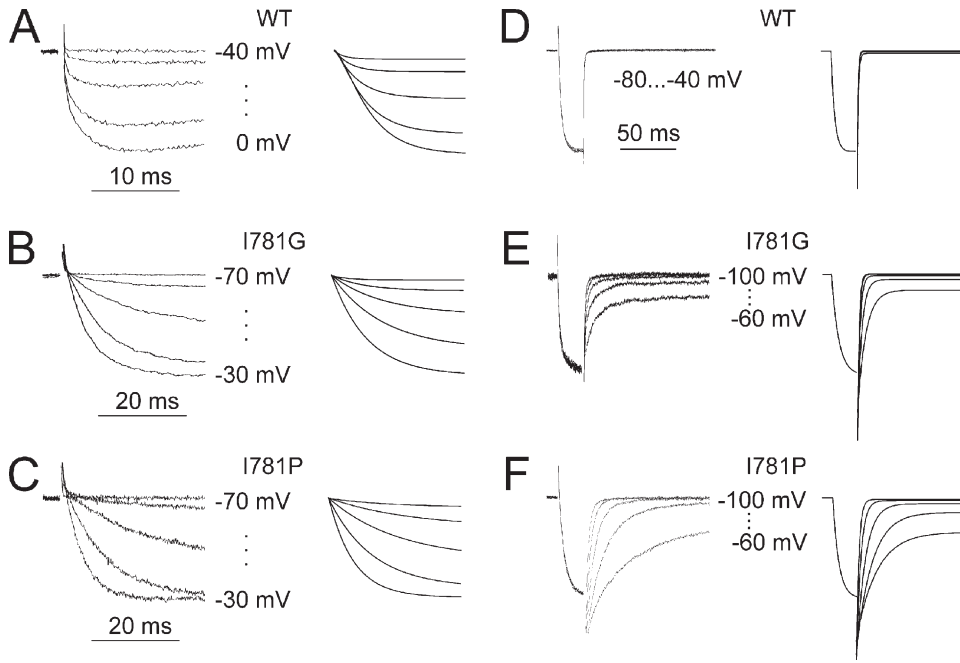 A
WT
-40 mV
0 mV
10 ms
B
I781G
-70 mV
-30 mV
20 ms
C
I781P
-70 mV
-30 mV
20 ms
D
WT
-80...-40 mV
50 ms
E
I781G
-100 mV
-60 mV
F
I781P
-100 mV
-60 mV